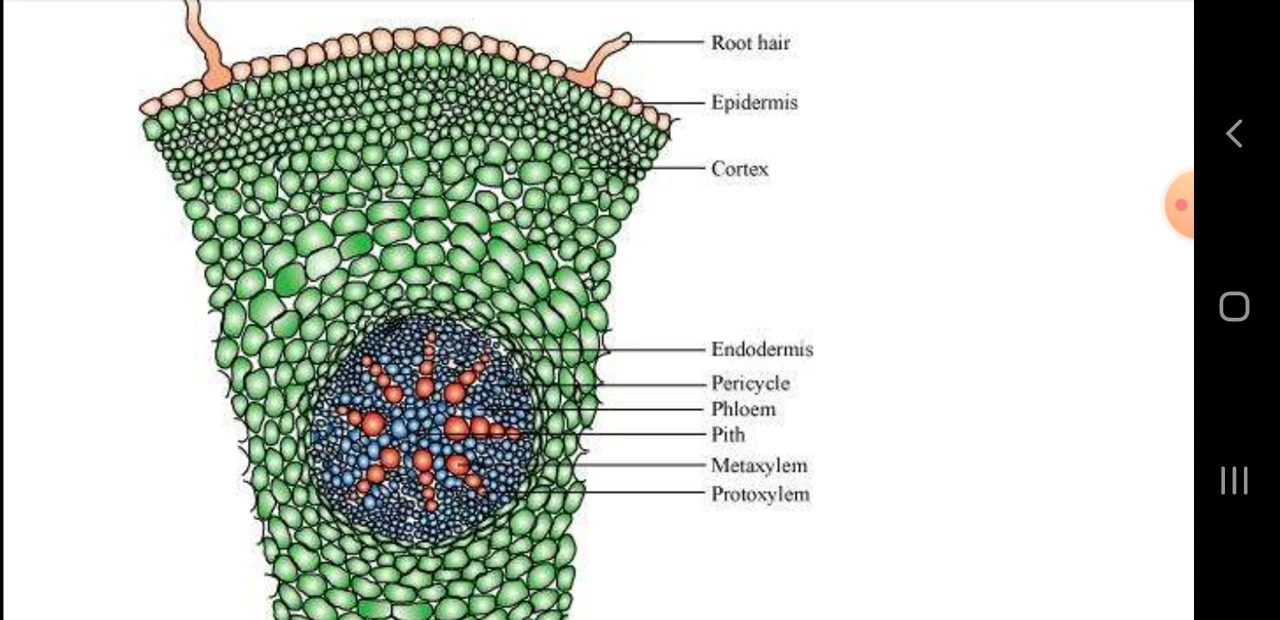 Root hair
Epidermis
Cortex
Endodermis
Pericycle
Phloem
Pith
Metaxylem
Protoxylem